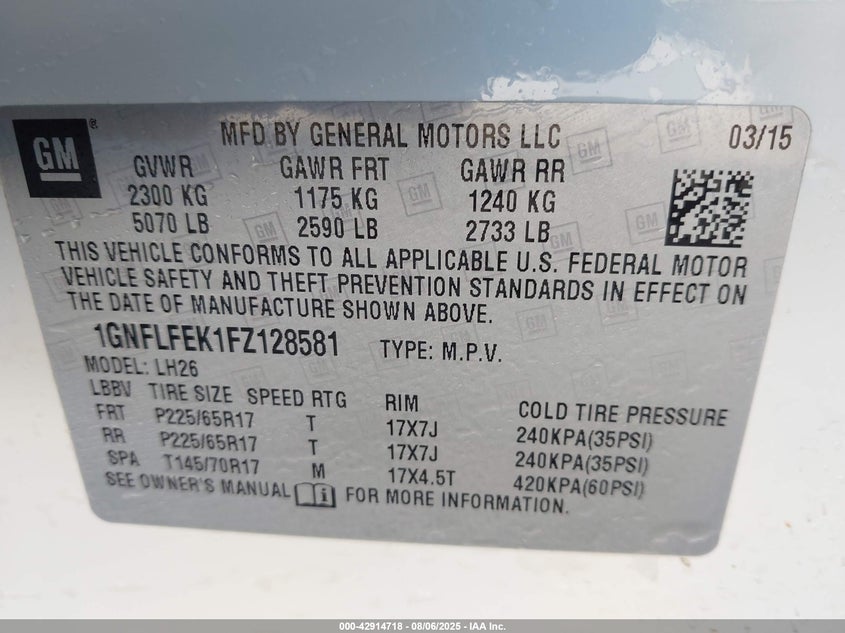 GM ®
MFD BY GENERAL MOTORS LLC 03/15
GVWR GAWR FRT GAWR RR
2300 KG 1175 KG 1240 KG
5070 LB 2590 LB 2733 LB
THIS VEHICLE CONFORMS TO ALL APPLICABLE U.S. FEDERAL MOTOR
VEHICLE SAFETY AND THEFT PREVENTION STANDARDS IN EFFECT ON
THE DATE OF MANUFACTURE SHOWN ABOVE.
1GNFLFEK1FZ128581 TYPE: M.P.V.
MODEL: LH26
LBBV TIRE SIZE SPEED RTG RIM COLD TIRE PRESSURE
FRT P225/65R17 T 17X7J 240KPA(35PSI)
RR P225/65R17 T 17X7J 240KPA(35PSI)
SPA T145/70R17 M 17X4.5T 420KPA(60PSI)
SEE OWNER'S MANUAL i FOR MORE INFORMATION.
000-42914718 - 08/06/2025 - IAA Inc.